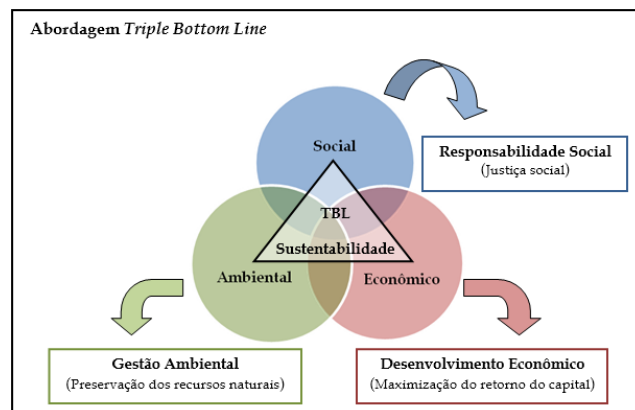 Abordagem Triple Bottom Line
Social
Responsabilidade Social
(Justiça social)
TBL
Sustentabilidade
Ambiental
Econômico
Gestão Ambiental
(Preservação dos recursos naturais)
Desenvolvimento Econômico
(Maximização do retorno do capital)